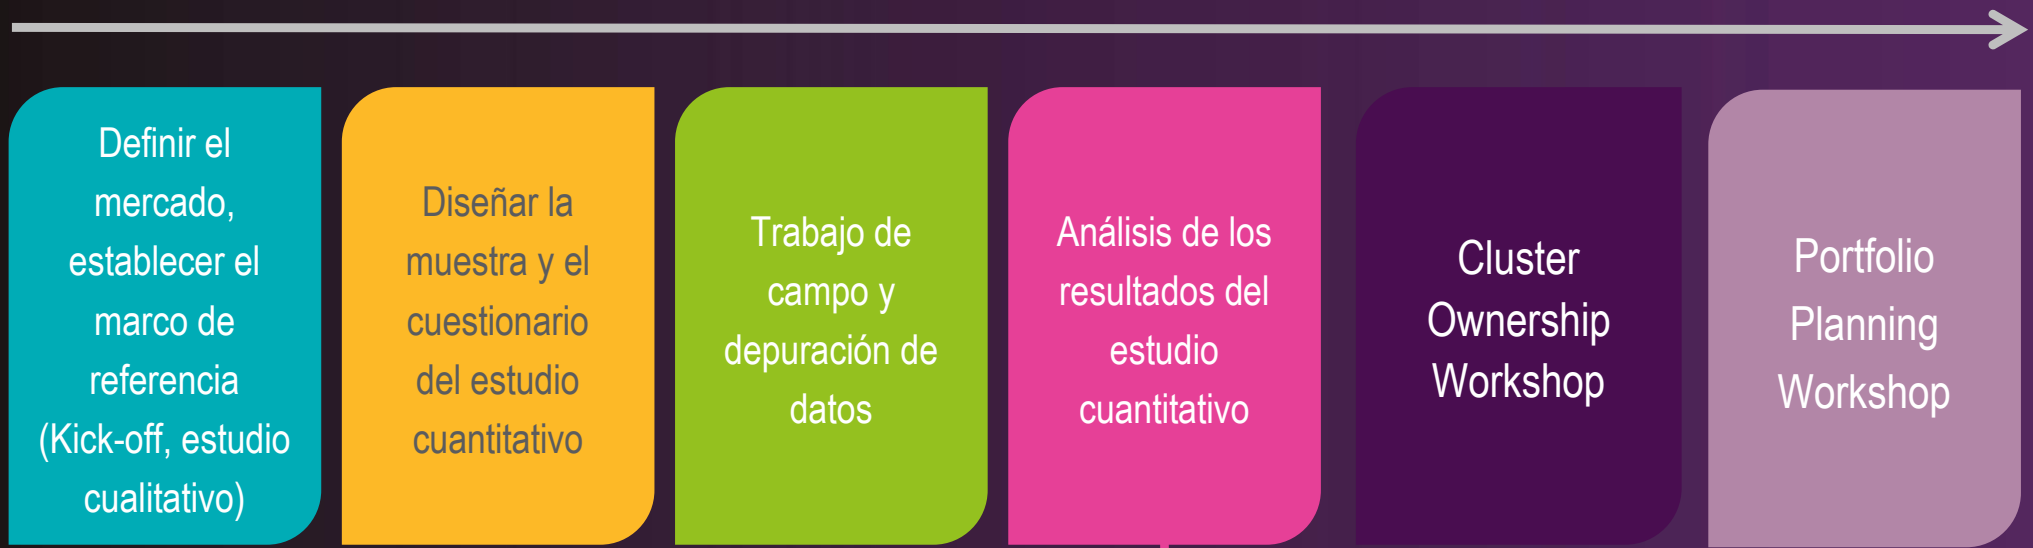 Definir el
mercado,
establecer el
marco de
referencia
(Kick-off, estudio
cualitativo)
Diseñar la
muestra y el
cuestionario
del estudio
cuantitativo
Trabajo de
campo y
depuración de
datos
Análisis de los
resultados del
estudio
cuantitativo
Cluster
Ownership
Workshop
Portfolio
Planning
Workshop